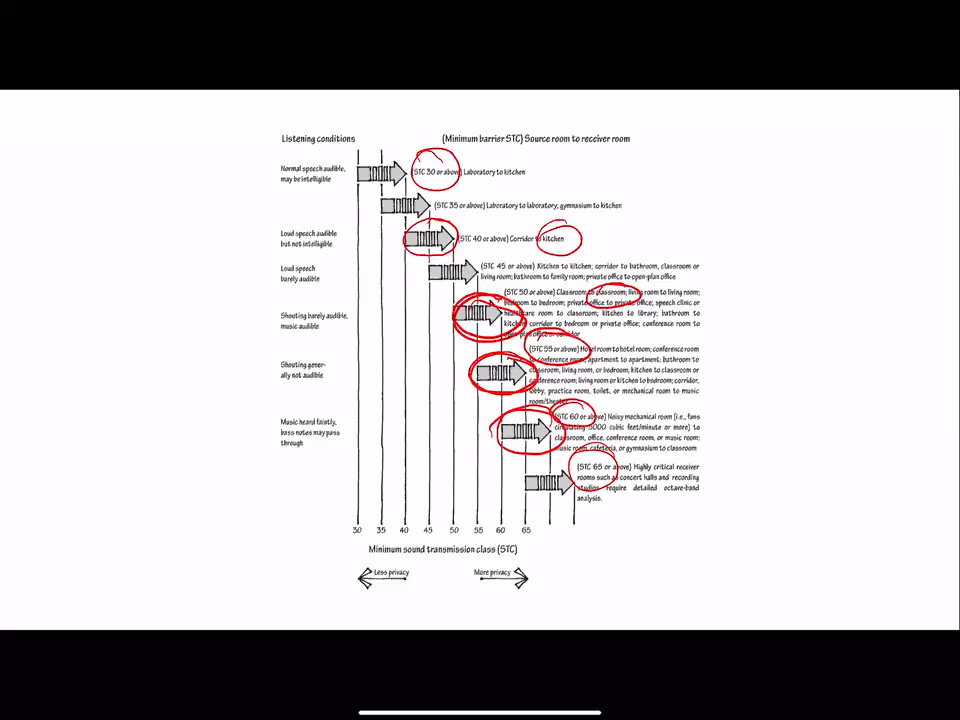 Listening conditions
(Minimum barrier STC) Source room to receiver room
Normal speech audible,
may be intelligible
(STC 30 or above) Laboratory to kitchen
(STC 35 or above) Laboratory to laboratory, gymnasium to kitchen
Loud speech audible
but not intelligible
(STC 40 or above) Corridor to kitchen
Loud speech
barely audible
(STC 45 or above) Kitchen to kitchen; corridor to bathroom, classroom or
living room; bathroom to family room; private office to open-plan office
Shouting barely audible,
music audible
(STC 50 or above) Classroom to classroom; living room to living room;
bedroom to bedroom; private office to private office; speech clinic or
healthcare room to classroom; kitchen to library; bathroom to
kitchen corridor to bedroom or private office; conference room to
open-plan office or corridor
Shouting gener-
ally not audible
(STC 55 or above) Hotel room to hotel room; conference room
to conference room; apartment to apartment; bathroom to
classroom, living room, or bedroom; kitchen to classroom or
conference room; living room or kitchen to bedroom; corridor,
lobby, practice room, toilet, or mechanical room to music
room/theater
Music heard faintly,
bass notes may pass
through
(STC 60 or above) Noisy mechanical room (i.e., fans
circulating 5000 cubic feet/minute or more) to
classroom, office, conference room, or music room;
music room, cafeteria, or gymnasium to classroom
(STC 65 or above) Highly critical receiver
rooms such as concert halls and recording
studios require detailed octave-band
analysis.
30 35 40 45 50 55 60 65
Minimum sound transmission class (STC)
Less privacy
More privacy